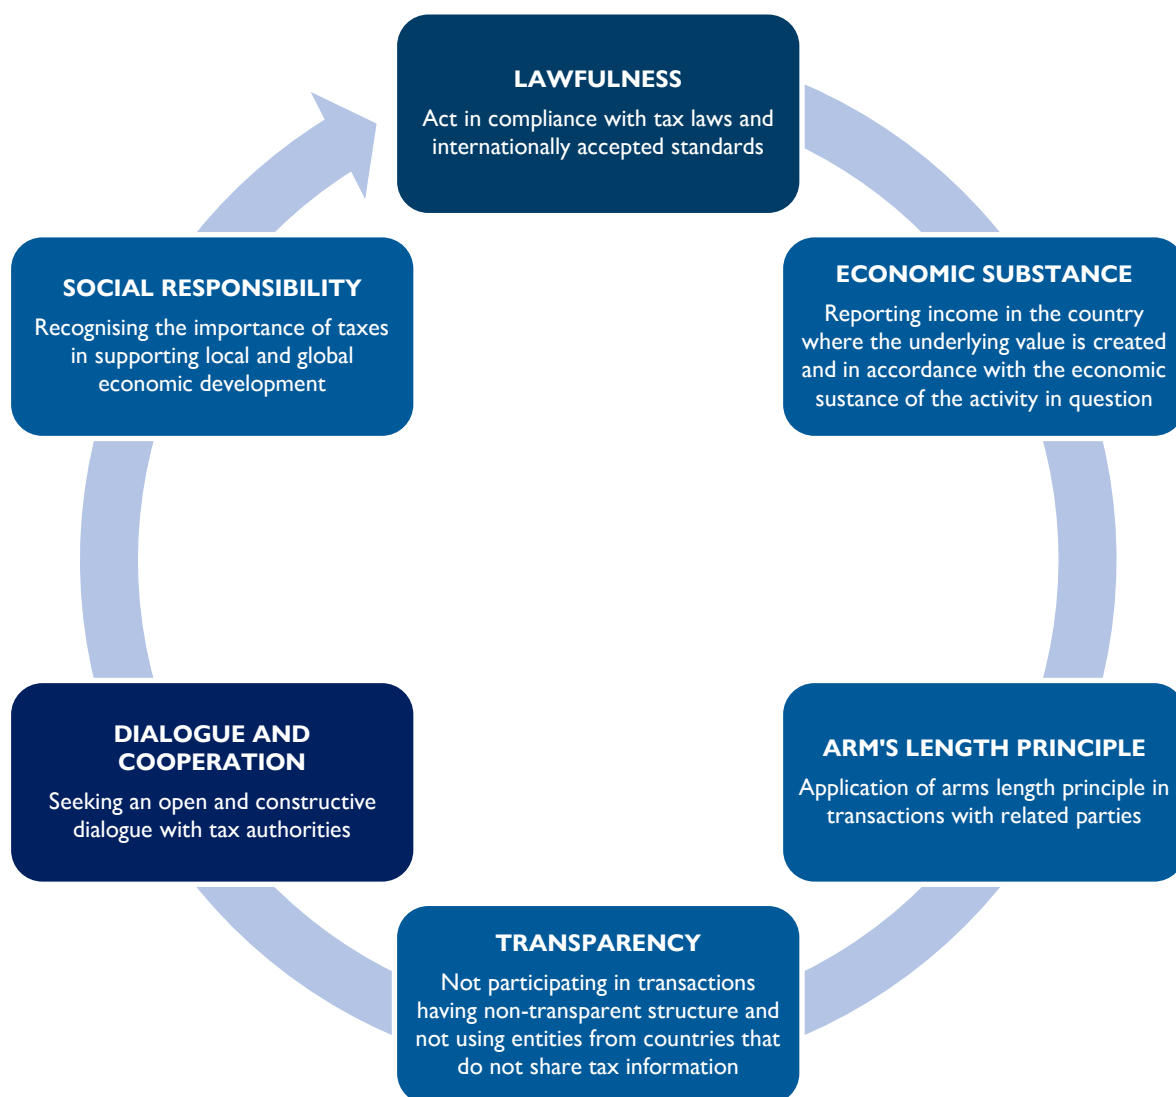 LAWFULNESS
Act in compliance with tax laws and
internationally accepted standards
ECONOMIC SUBSTANCE
Reporting income in the country
where the underlying value is created
and in accordance with the economic
sustance of the activity in question
ARM'S LENGTH PRINCIPLE
Application of arms length principle in
transactions with related parties
TRANSPARENCY
Not participating in transactions
having non-transparent structure and
not using entities from countries that
do not share tax information
DIALOGUE AND
COOPERATION
Seeking an open and constructive
dialogue with tax authorities
SOCIAL RESPONSIBILITY
Recognising the importance of taxes
in supporting local and global
economic development